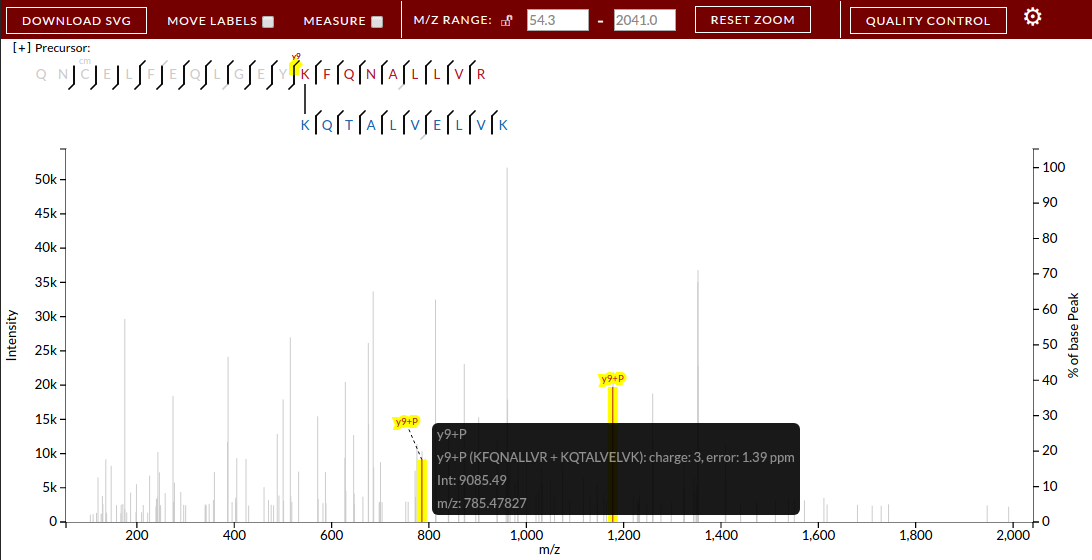 DOWNLOAD SVG MOVE LABELS MEASURE M/Z RANGE: 54.3 - 2041.0 RESET ZOOM QUALITY CONTROL
[+] Precursor:
cm y9
Q N C E L F E Q L G E Y K F Q N A L L V R
K Q T A L V E L V K
50k
45k
40k
35k
30k
25k
20k
15k
10k
5k
0
Intensity
100
90
80
70
60
50
40
30
20
10
0
% of base Peak
y9+P
y9+P
y9+P
y9+P (KFQNALLVR + KQTALVELVK): charge: 3, error: 1.39 ppm
Int: 9085.49
m/z: 785.47827
200 400 600 800 1,000 1,200 1,400 1,600 1,800 2,000
m/z